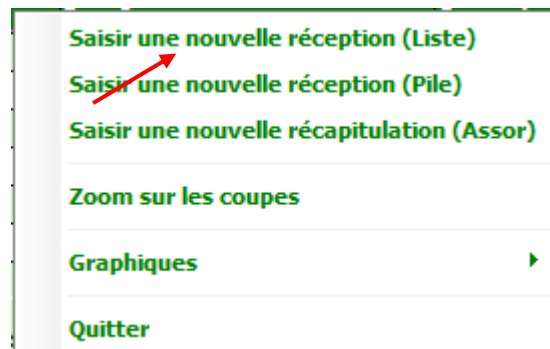 Saisir une nouvelle réception (Liste)
Saisir une nouvelle réception (Pile)
Saisir une nouvelle récapitulation (Assor)
Zoom sur les coupes
Graphiques
Quitter